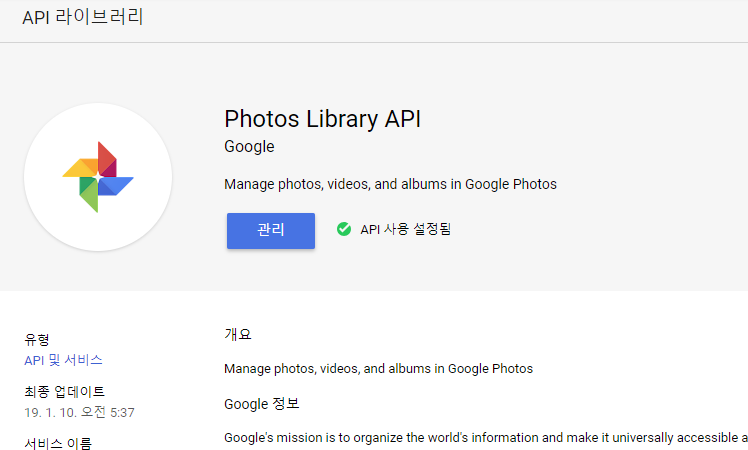 API 라이브러리
Photos Library API
Google
Manage photos, videos, and albums in Google Photos
관리
API 사용 설정됨
유형
API 및 서비스
최종 업데이트
19. 1. 10. 오전 5:37
서비스 이름
개요
Manage photos, videos, and albums in Google Photos
Google 정보
Google's mission is to organize the world's information and make it universally accessible a